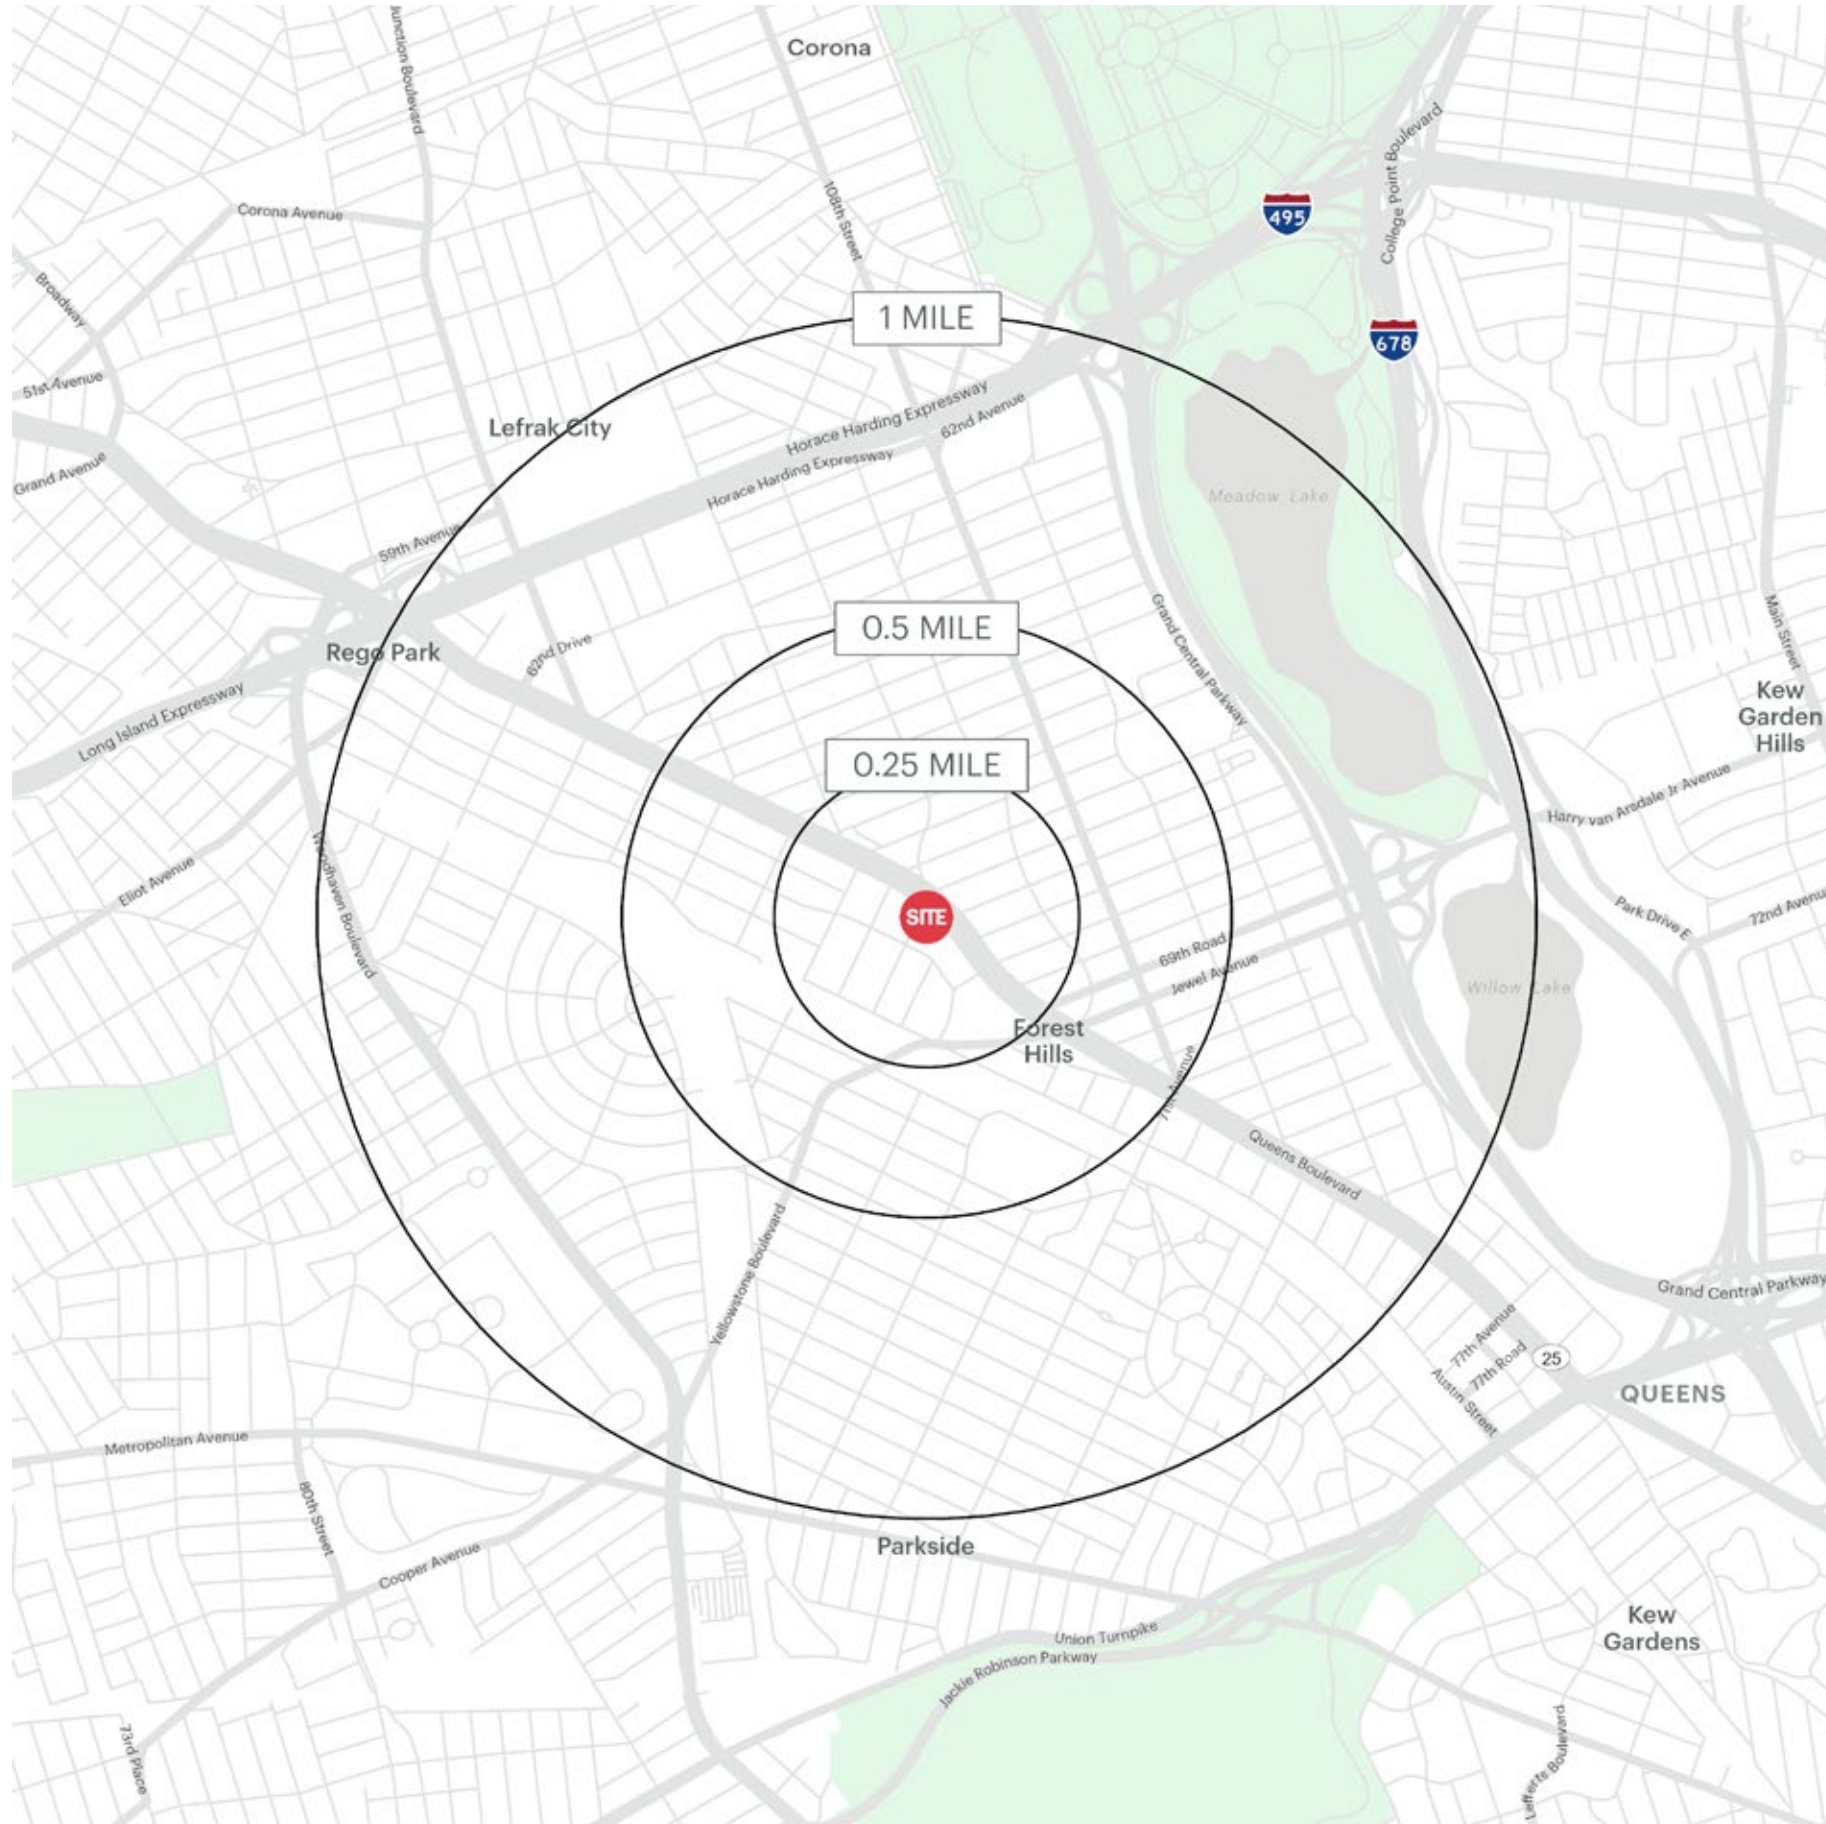 Corona
Junction Boulevard
College Point Boulevard
108th Street
495
Corona Avenue
Broadway
1 MILE
678
51st Avenue
Horace Harding Expressway
62nd Avenue
Lefrak City
Horace Harding Expressway
Grand Avenue
Meadow Lake
59th Avenue
0.5 MILE
Grand Central Parkway
Main Street
62nd Drive
Rego Park
Long Island Expressway
Kew
Garden
Hills
0.25 MILE
Harry van Arsdale Jr Avenue
Eliot Avenue
Woodhaven Boulevard
SITE
Park Drive E
72nd Avenu
69th Road
Jewel Avenue
Willow Lake
Forest
Hills
71st Avenue
Queens Boulevard
Yellowstone Boulevard
Grand Central Parkway
77th Avenue
77th Road
25
Austin Street
QUEENS
Metropolitan Avenue
80th Street
Parkside
Cooper Avenue
Kew
Gardens
Union Turnpike
Jackie Robinson Parkway
73rd Place
Lefferts Boulevard